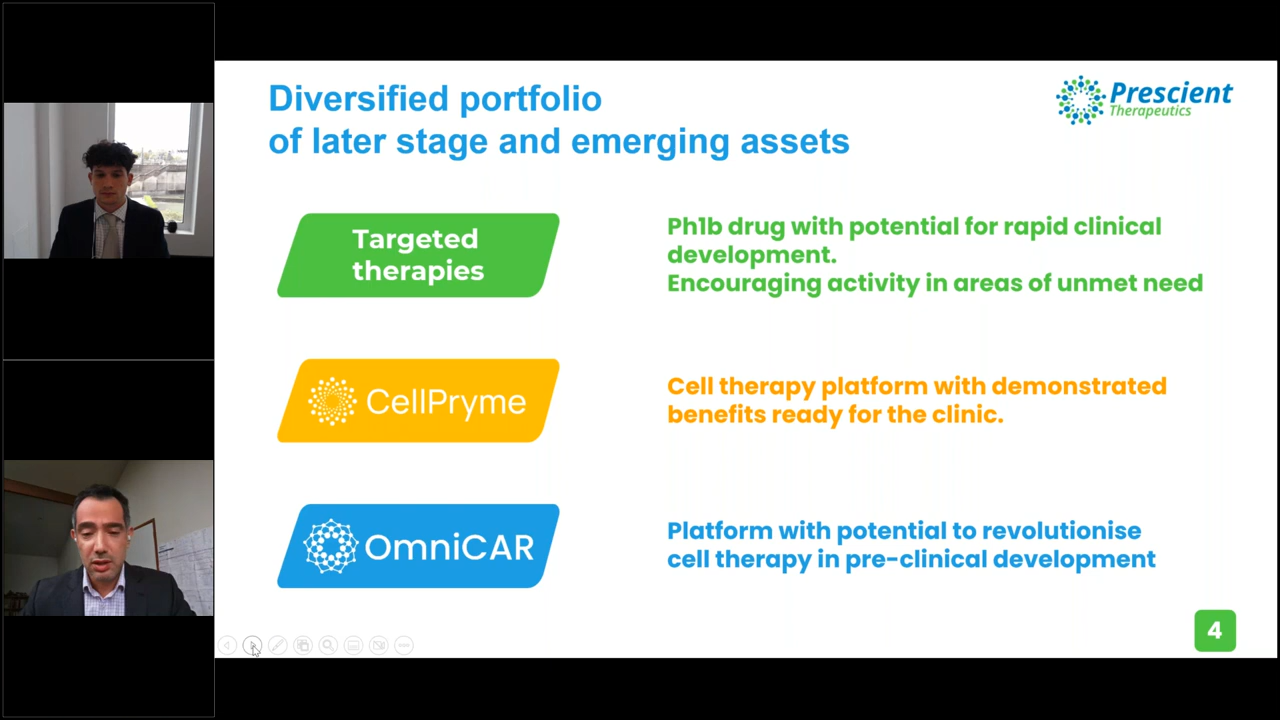 Diversified portfolio
of later stage and emerging assets
Prescient
Therapeutics
Targeted
therapies
Ph1b drug with potential for rapid clinical
development.
Encouraging activity in areas of unmet need
CellPryme
Cell therapy platform with demonstrated
benefits ready for the clinic.
OmniCAR
Platform with potential to revolutionise
cell therapy in pre-clinical development
4